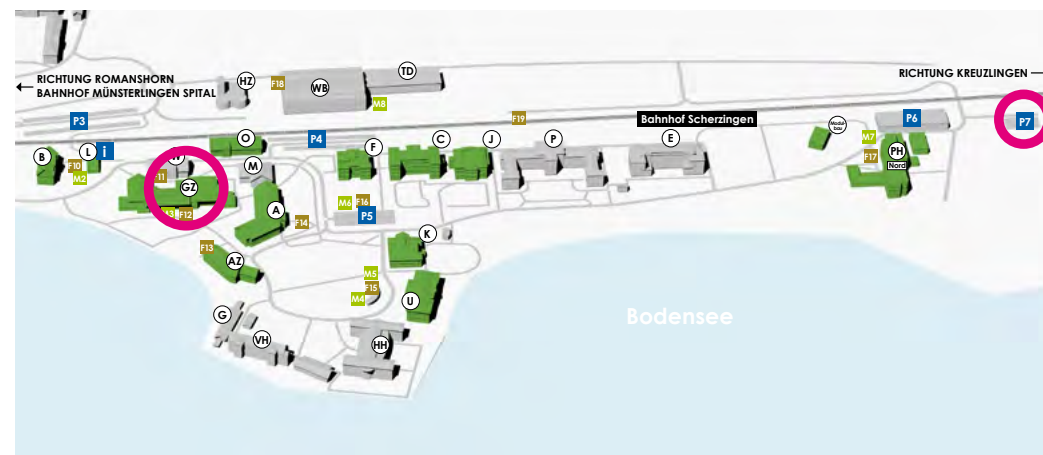 RICHTUNG ROMANSHORN
BAHNHOF MÜNSTERLINGEN SPITAL
HZ
F18
WB
TD
M8
RICHTUNG KREUZLINGEN
P3
P4
F19
Bahnhof Scherzingen
P6
P7
B
L
i
F10
M2
O
M
F
C
J
P
E
Modulbau
M7
F17
PH
Nord
F11
GZ
M3
F12
A
F14
M6
F16
P5
K
F13
AZ
M5
F15
M4
U
G
VH
HH
Bodensee